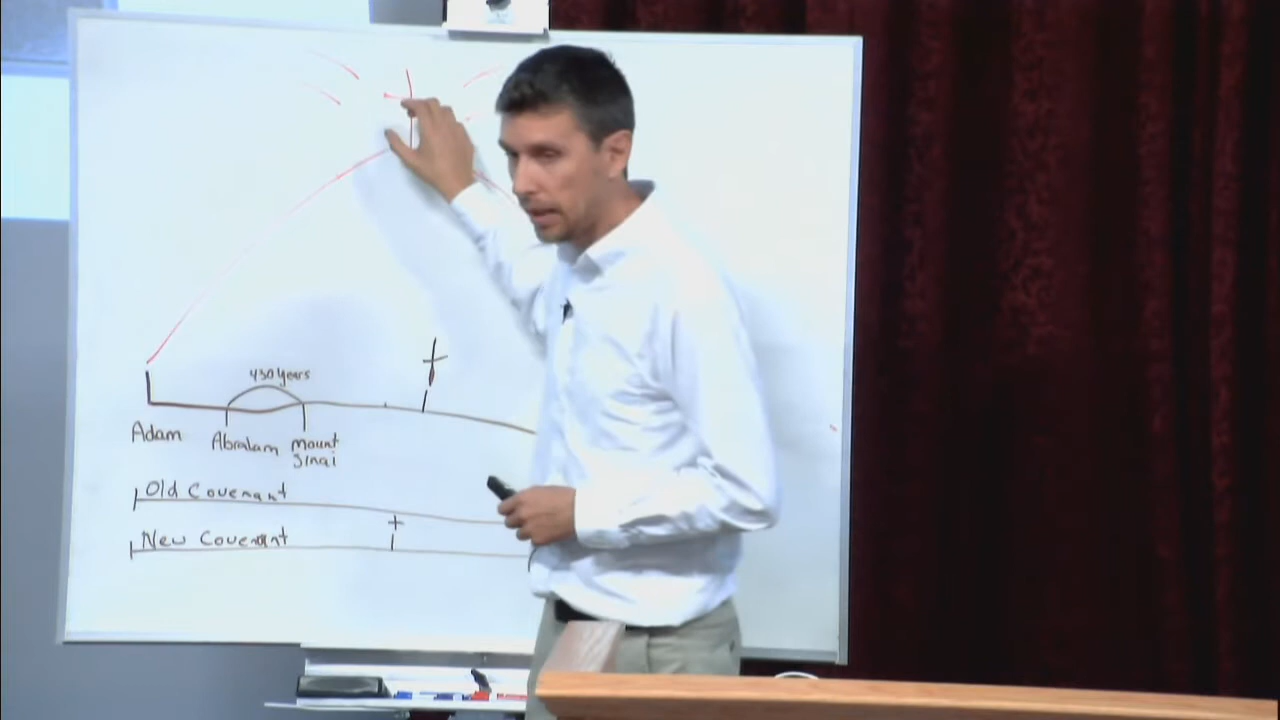 430 Years
Adam
Abraham
Mount
Sinai
Old Covenant
New Covenant